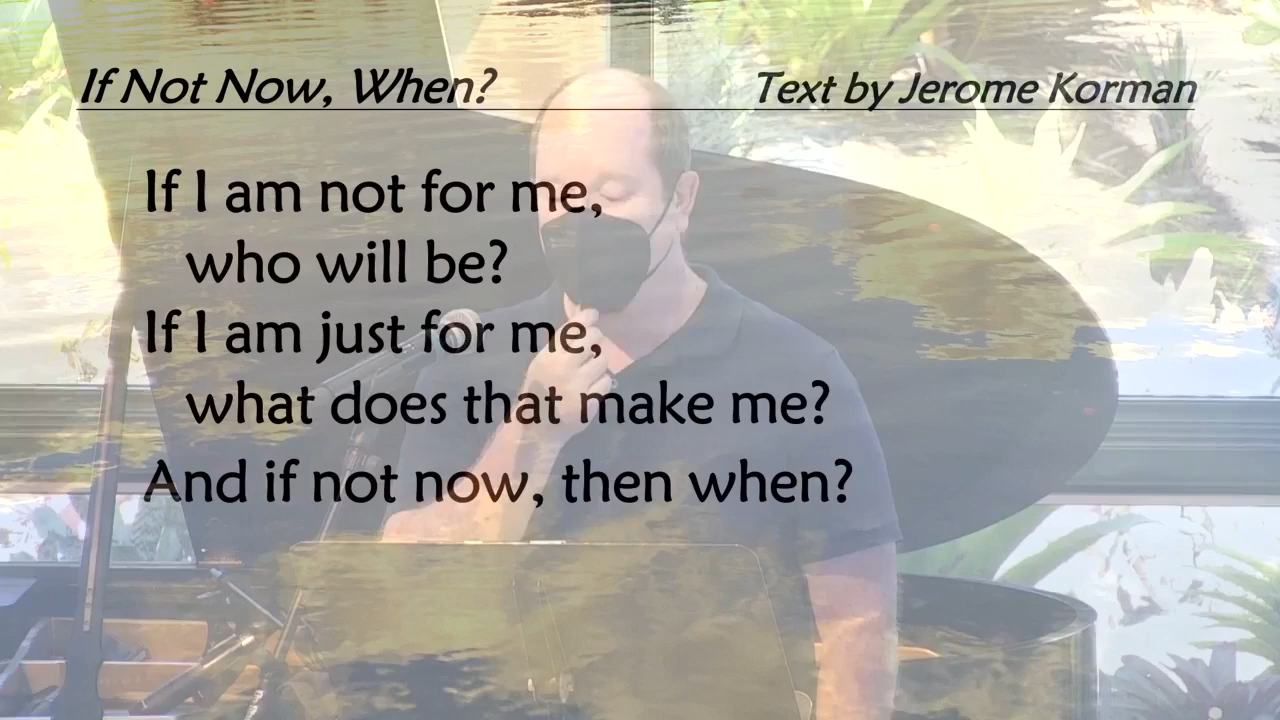 If Not Now, When?
Text by Jerome Korman
If I am not for me,
who will be?
If I am just for me,
what does that make me?
And if not now, then when?